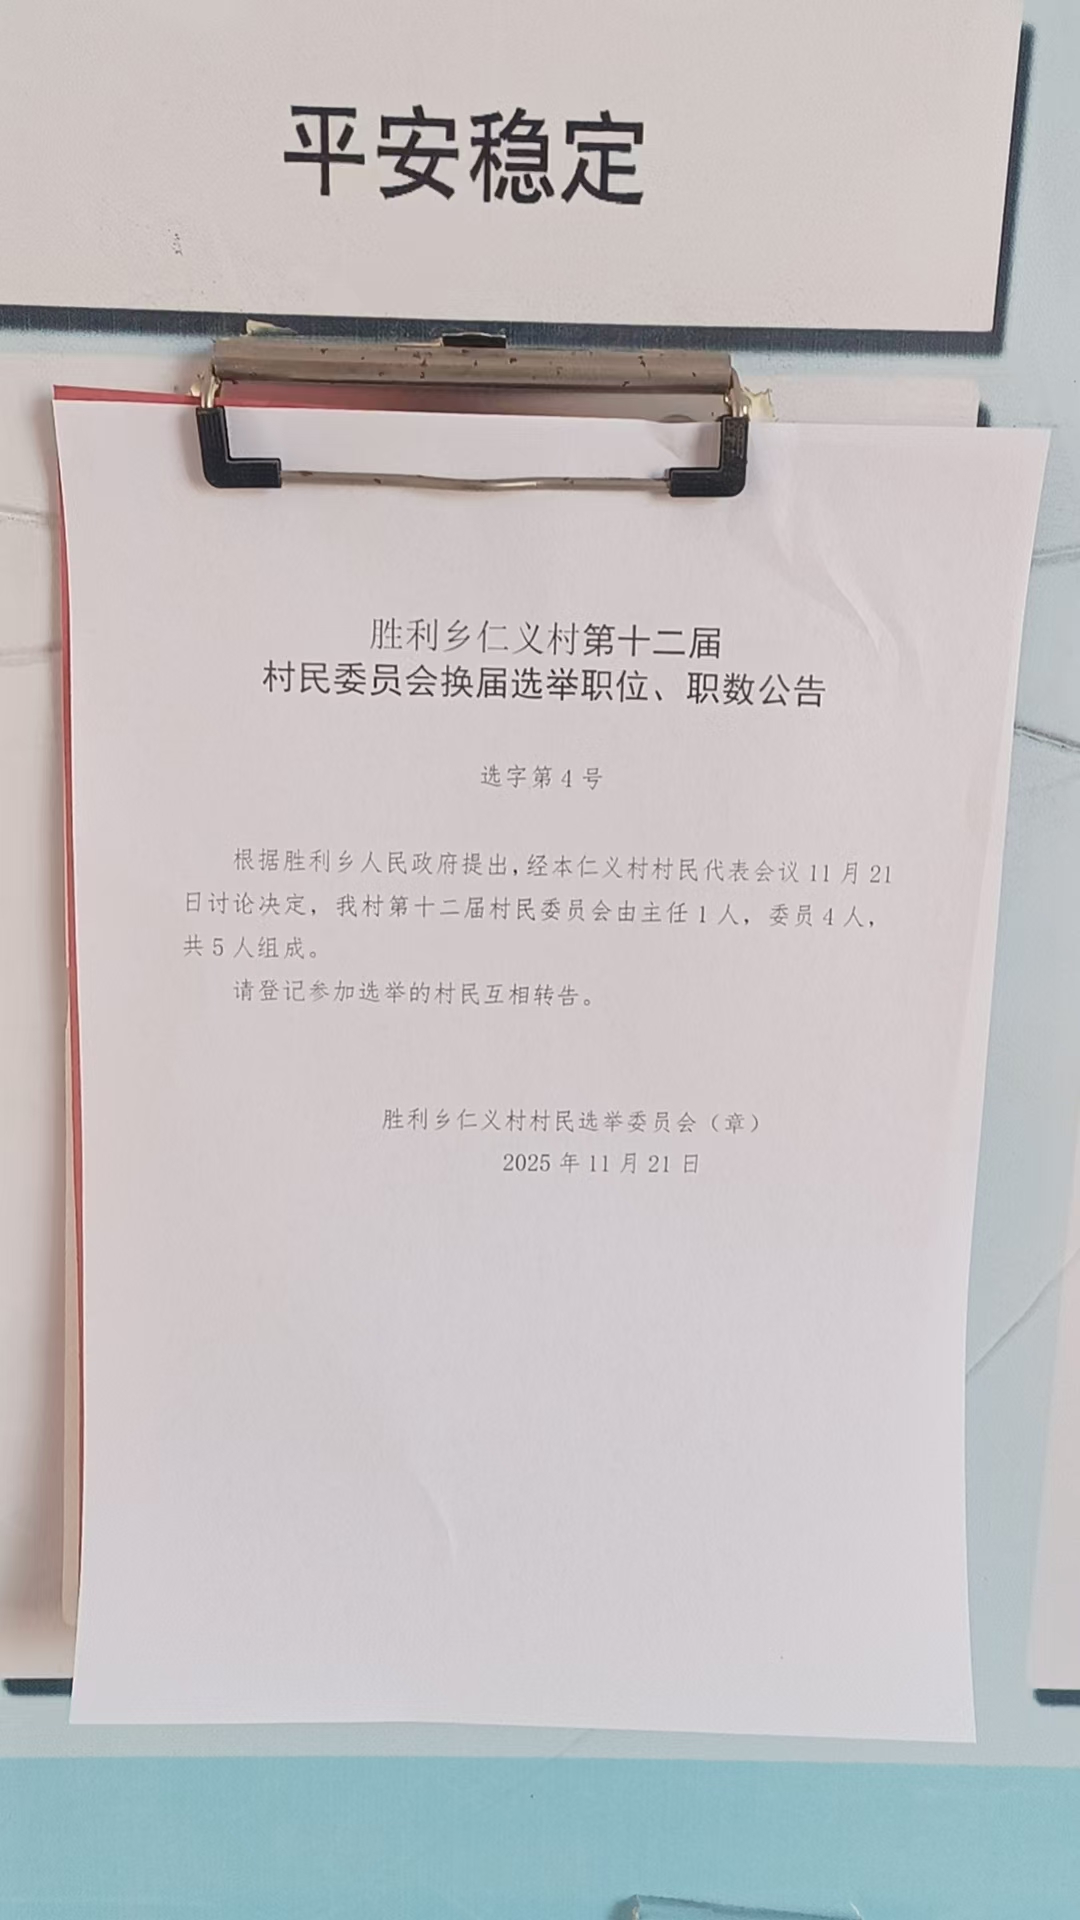 平安稳定
胜利乡仁义村第十二届
村民委员会换届选举职位、职数公告
选字第4号
根据胜利乡人民政府提出,经本仁义村村民代表会议11月21
日讨论决定，我村第十二届村民委员会由主任1人，委员4人，
共5人组成。
请登记参加选举的村民互相转告。
胜利乡仁义村村民选举委员会（章）
2025年11月21日